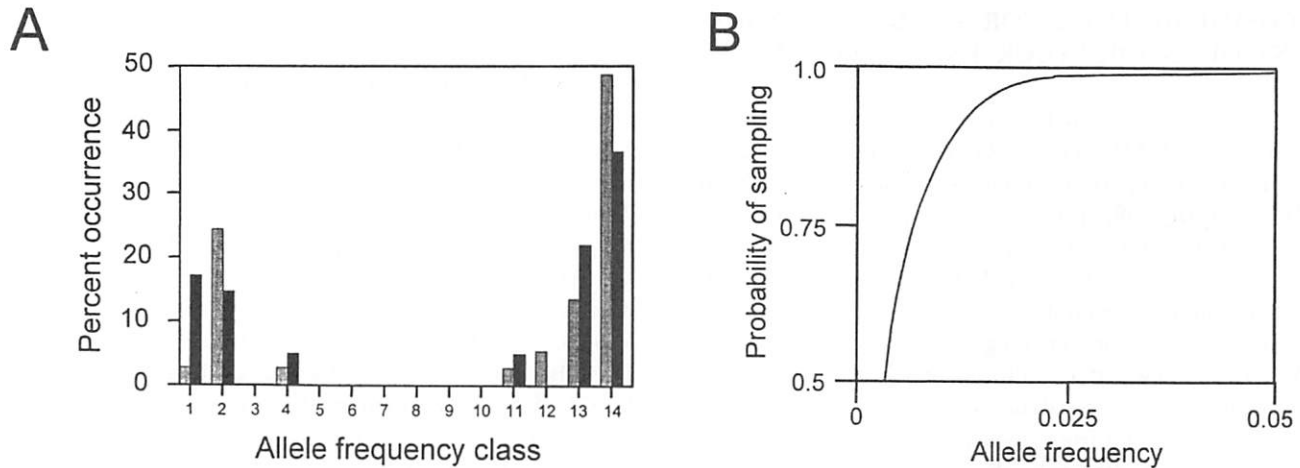 A
Percent occurrence
50
40
30
20
10
0
1 2 3 4 5 6 7 8 9 10 11 12 13 14
Allele frequency class
B
Probability of sampling
1.0
0.75
0.5
0 0.025 0.05
Allele frequency